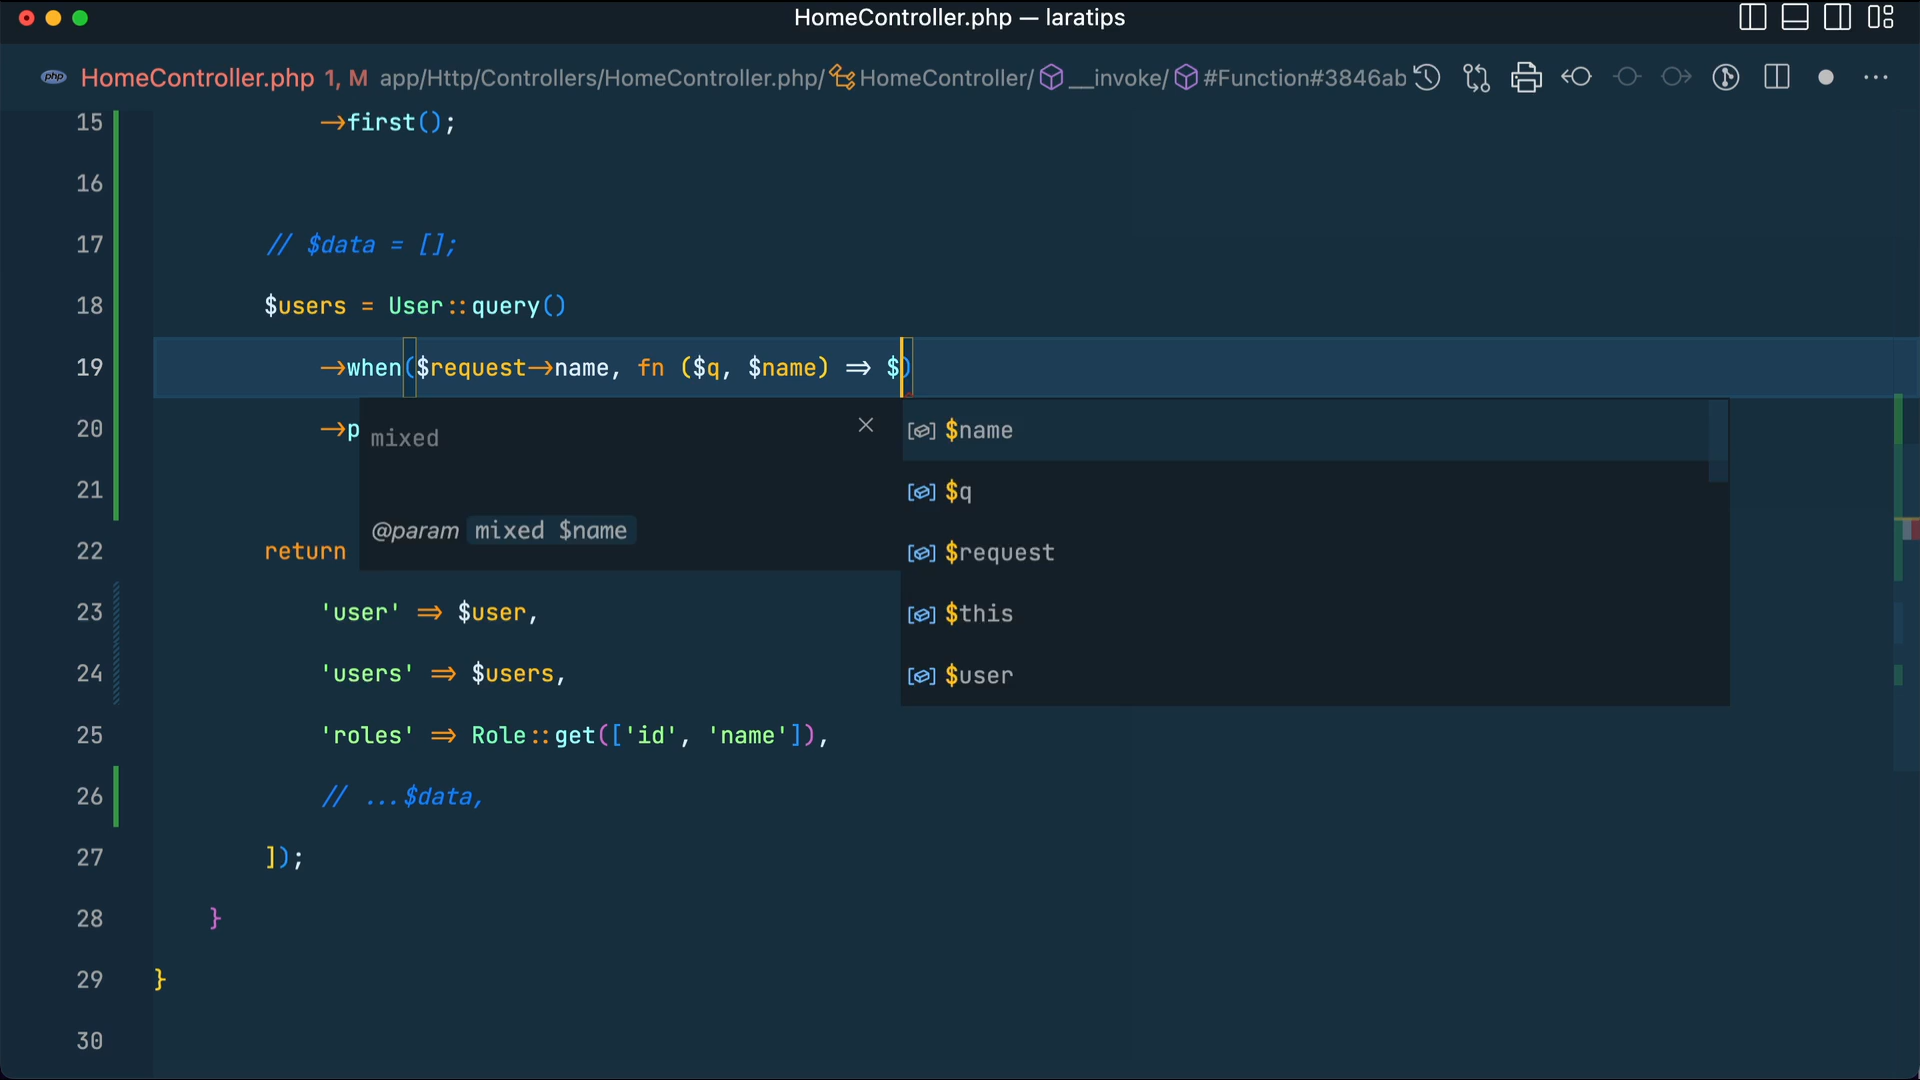 HomeController.php — laratips
php HomeController.php 1, M app/Http/Controllers/HomeController.php/ HomeController/ __invoke/ #Function#3846ab
15 ->first();
16
17 // $data = [];
18 $users = User::query()
19 ->when($request->name, fn ($q, $name) => $)
20 ->p
21
22 return
23 'user' => $user,
24 'users' => $users,
25 'roles' => Role::get(['id', 'name']),
26 // ...$data,
27 ]);
28 }
29 }
30
mixed
@param mixed $name
$name
$q
$request
$this
$user